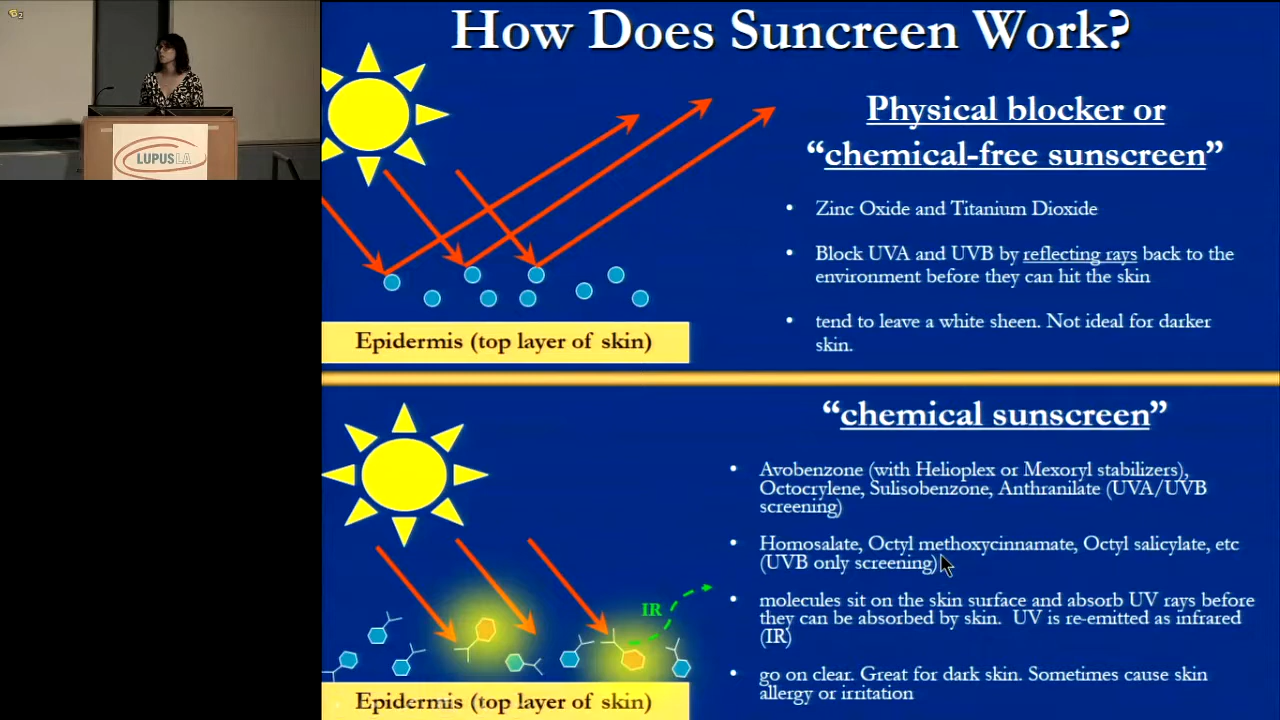 How Does Suncreen Work?
LUPUS LA
Physical blocker or
“chemical-free sunscreen”
• Zinc Oxide and Titanium Dioxide
• Block UVA and UVB by reflecting rays back to the
environment before they can hit the skin
• tend to leave a white sheen. Not ideal for darker
skin.
Epidermis (top layer of skin)
“chemical sunscreen”
• Avobenzone (with Helioplex or Mexoryl stabilizers),
Octocrylene, Sulisobenzone, Anthranilate (UVA/UVB
screening)
• Homosalate, Octyl methoxycinnamate, Octyl salicylate, etc
(UVB only screening)
• molecules sit on the skin surface and absorb UV rays before
they can be absorbed by skin. UV is re-emitted as infrared
(IR)
• go on clear. Great for dark skin. Sometimes cause skin
allergy or irritation
IR
Epidermis (top layer of skin)